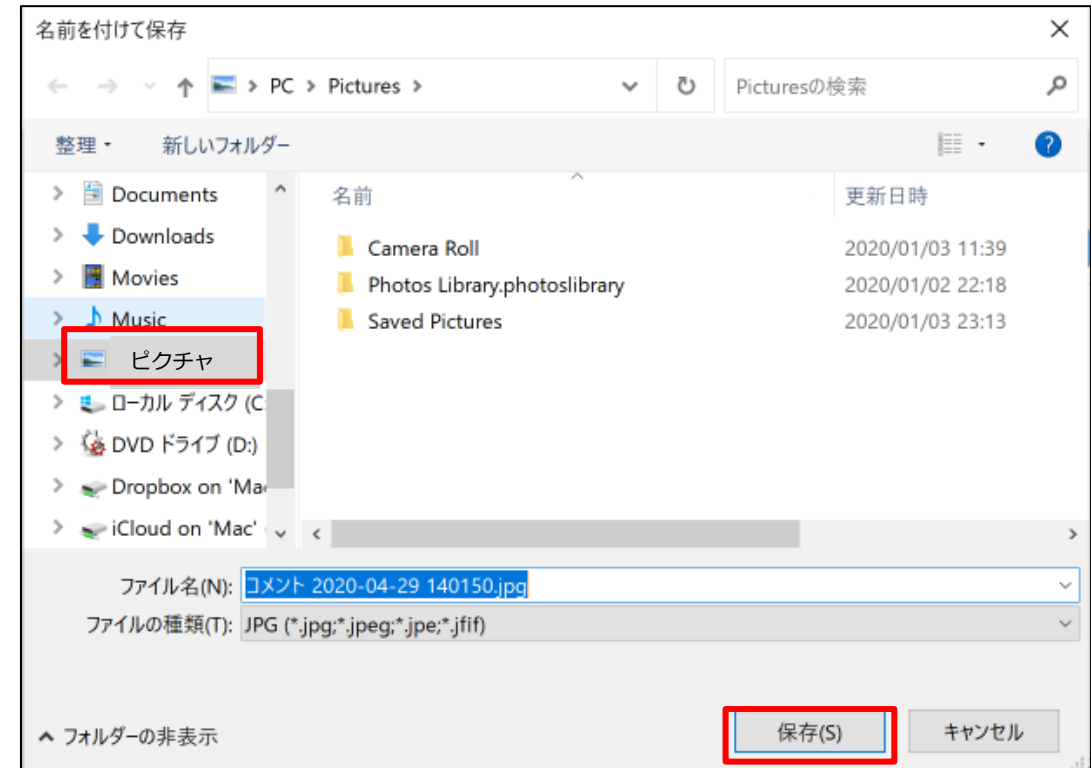 名前を付けて保存
PC > Pictures >
Picturesの検索
整理
新しいフォルダー
?
Documents
Downloads
Movies
Music
ピクチャ
ローカル ディスク (C:
DVD ドライブ (D:)
Dropbox on 'Mac
iCloud on 'Mac' (
名前
更新日時
Camera Roll
2020/01/03 11:39
Photos Library.photoslibrary
2020/01/02 22:18
Saved Pictures
2020/01/03 23:13
ファイル名(N):
コメント 2020-04-29 140150.jpg
ファイルの種類(T):
JPG (*.jpg;*.jpeg;*.jpe;*.jfif)
フォルダーの非表示
保存(S)
キャンセル